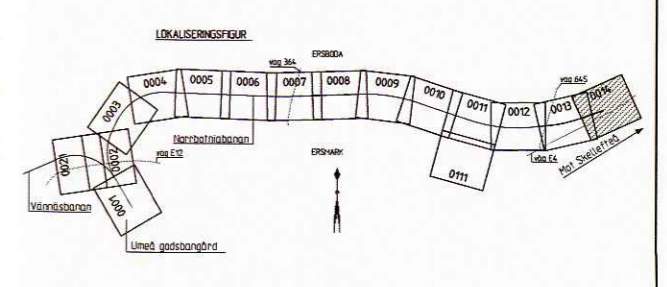 LOKALISERINGSFIGUR
ERSBODA
väg 364
väg 645
0003
0004
0005
0006
0007
0008
0009
0010
0011
0012
0013
0014
Norrbotniabanan
0021
0002
väg E12
ERSMARK
0111
väg E4
Mot Skellefteå
Vännäsbanan
0001
Umeå godsbangård